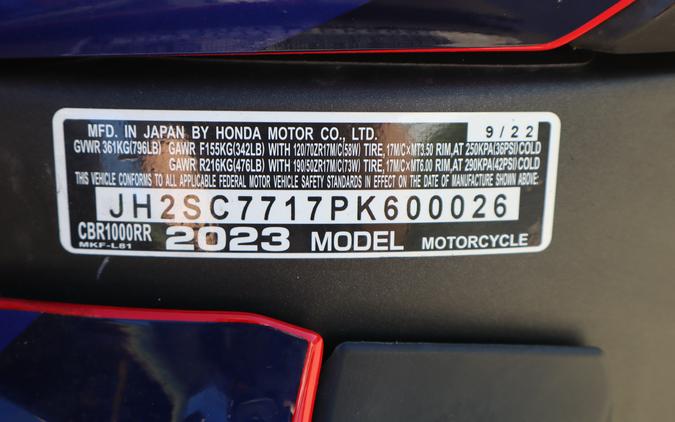 MFD. IN JAPAN BY HONDA MOTOR CO., LTD. 9/22
GVWR 361KG(796LB) GAWR F155KG(342LB) WITH 120/70ZR17M/C(58W) TIRE, 17M/C×MT3.50 RIM, AT 250KPA(36PSI)COLD
GAWR R216KG(476LB) WITH 190/50ZR17M/C(73W) TIRE, 17M/C×MT6.00 RIM, AT 290KPA(42PSI)COLD
THIS VEHICLE CONFORMS TO ALL APPLICABLE FEDERAL MOTOR VEHICLE SAFETY STANDARDS IN EFFECT ON THE DATE OF MANUFACTURE SHOWN ABOVE.
JH2SC7717PK600026
CBR1000RR 2023 MODEL MOTORCYCLE
MKF-L81